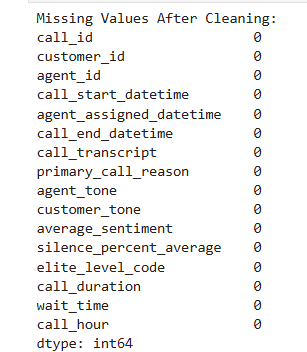 Missing Values After Cleaning:
call_id 0
customer_id 0
agent_id 0
call_start_datetime 0
agent_assigned_datetime 0
call_end_datetime 0
call_transcript 0
primary_call_reason 0
agent_tone 0
customer_tone 0
average_sentiment 0
silence_percent_average 0
elite_level_code 0
call_duration 0
wait_time 0
call_hour 0
dtype: int64